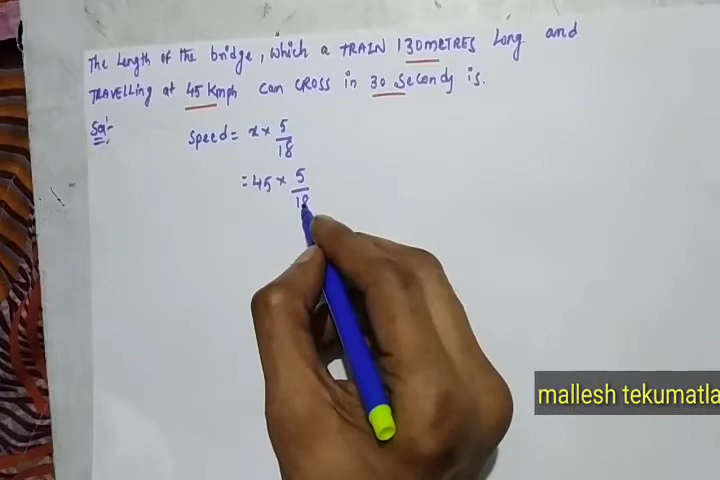 The Length of the bridge, which a TRAIN 130METRES Long and
TRAVELLING at 45 Kmph can CROSS in 30 Seconds is.
Sol:-
Speed = x × 5/18
= 45 × 5/18
mallesh tekumatla